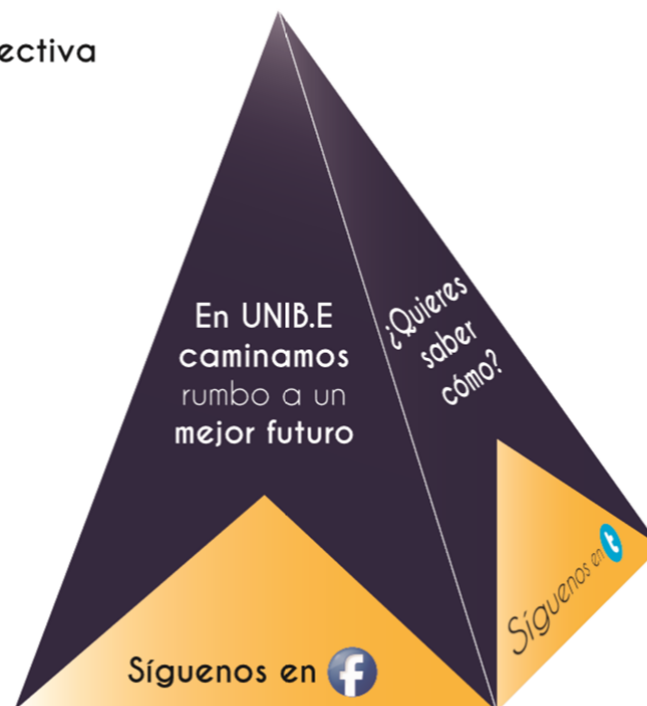 ectiva
En UNIB.E
caminamos
rumbo a un
mejor futuro
¿Quieres
saber
cómo?
Síguenos en f
Síguenos en t